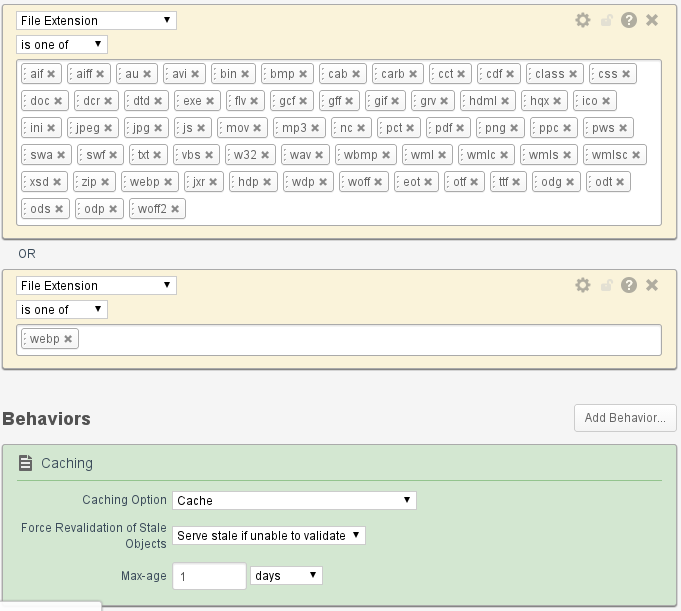 File Extension
is one of
aif aiff au avi bin bmp cab carb cct cdf class css
doc dcr dtd exe flv gcf gff gif grv hdml hqx ico
ini jpeg jpg js mov mp3 nc pct pdf png ppc pws
swa swf txt vbs w32 wav wbmp wml wmlc wmls wmlsc
xsd zip webp jxr hdp wdp woff eot otf ttf odg odt
ods odp woff2
OR
File Extension
is one of
webp
Behaviors Add Behavior...
Caching
Caching Option Cache
Force Revalidation of Stale
Objects Serve stale if unable to validate
Max-age 1 days